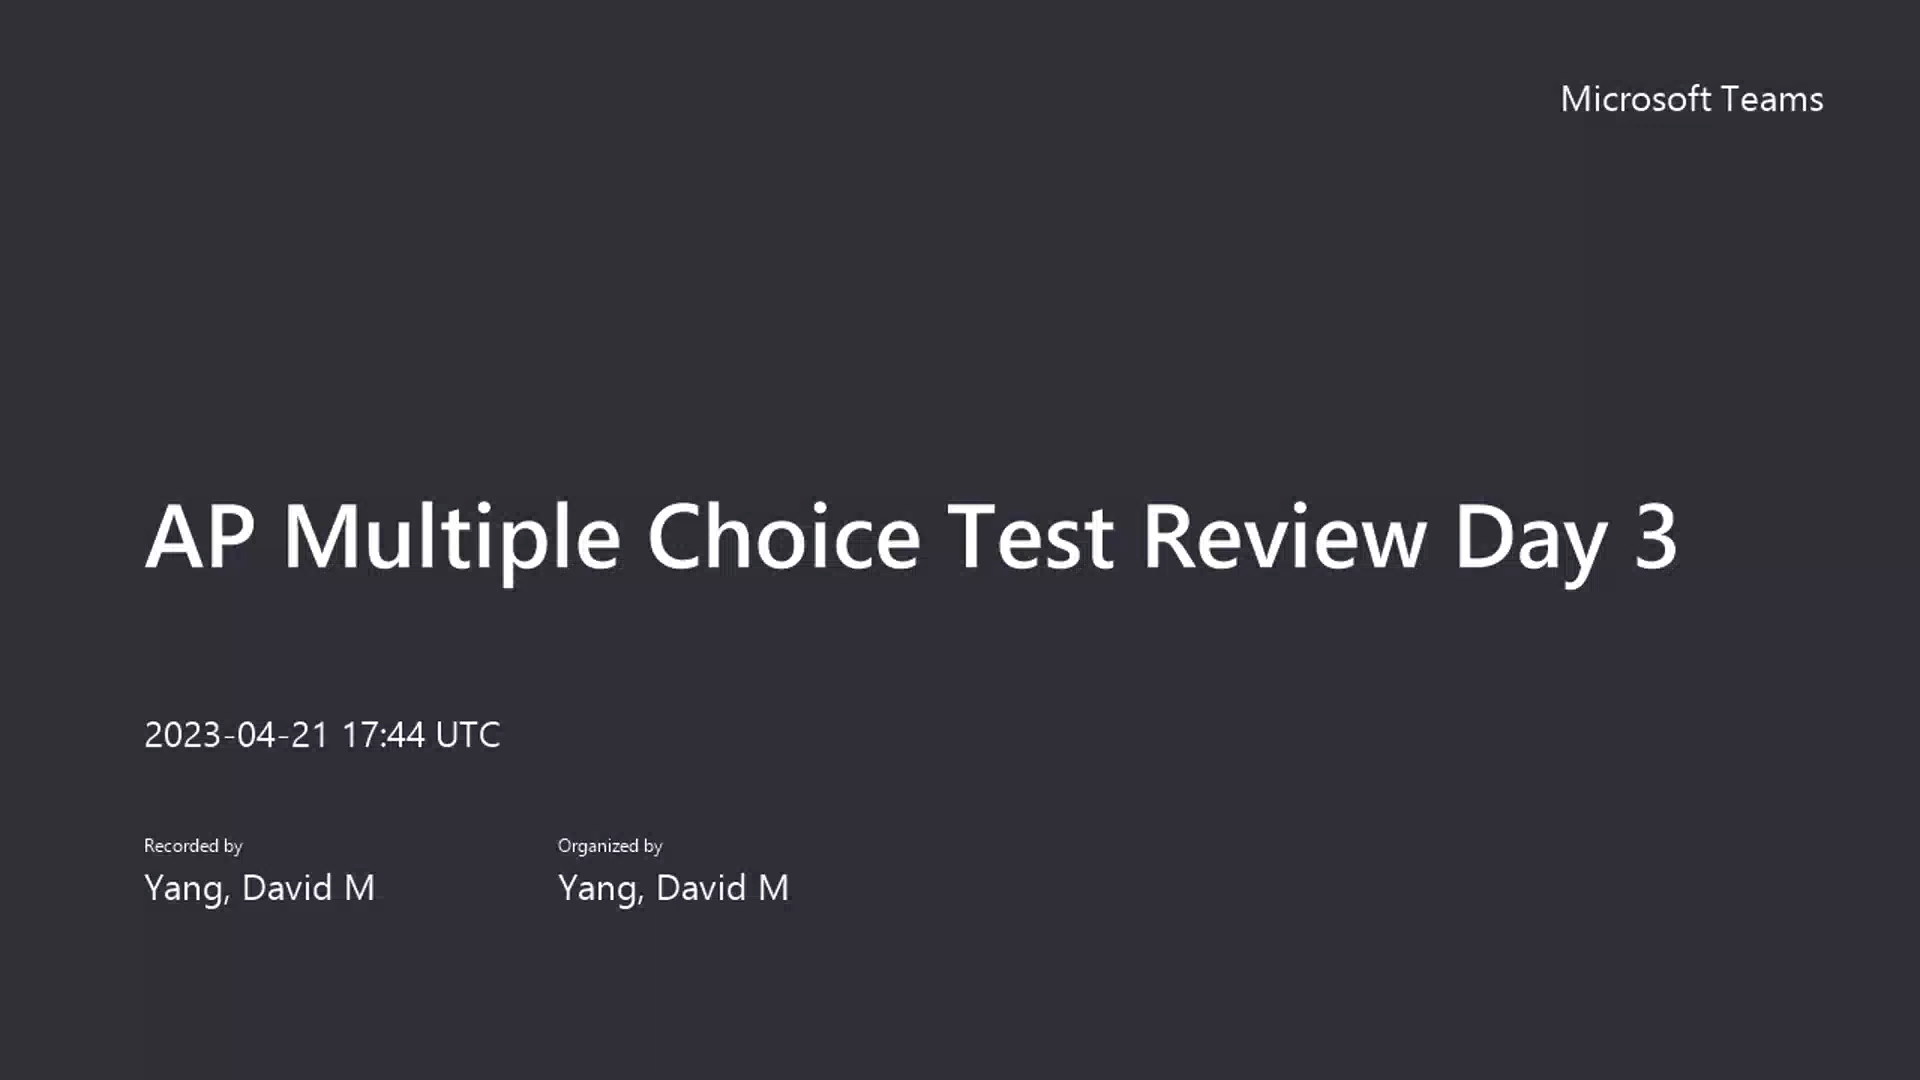 Microsoft Teams
AP Multiple Choice Test Review Day 3
2023-04-21 17:44 UTC
Recorded by
Yang, David M
Organized by
Yang, David M